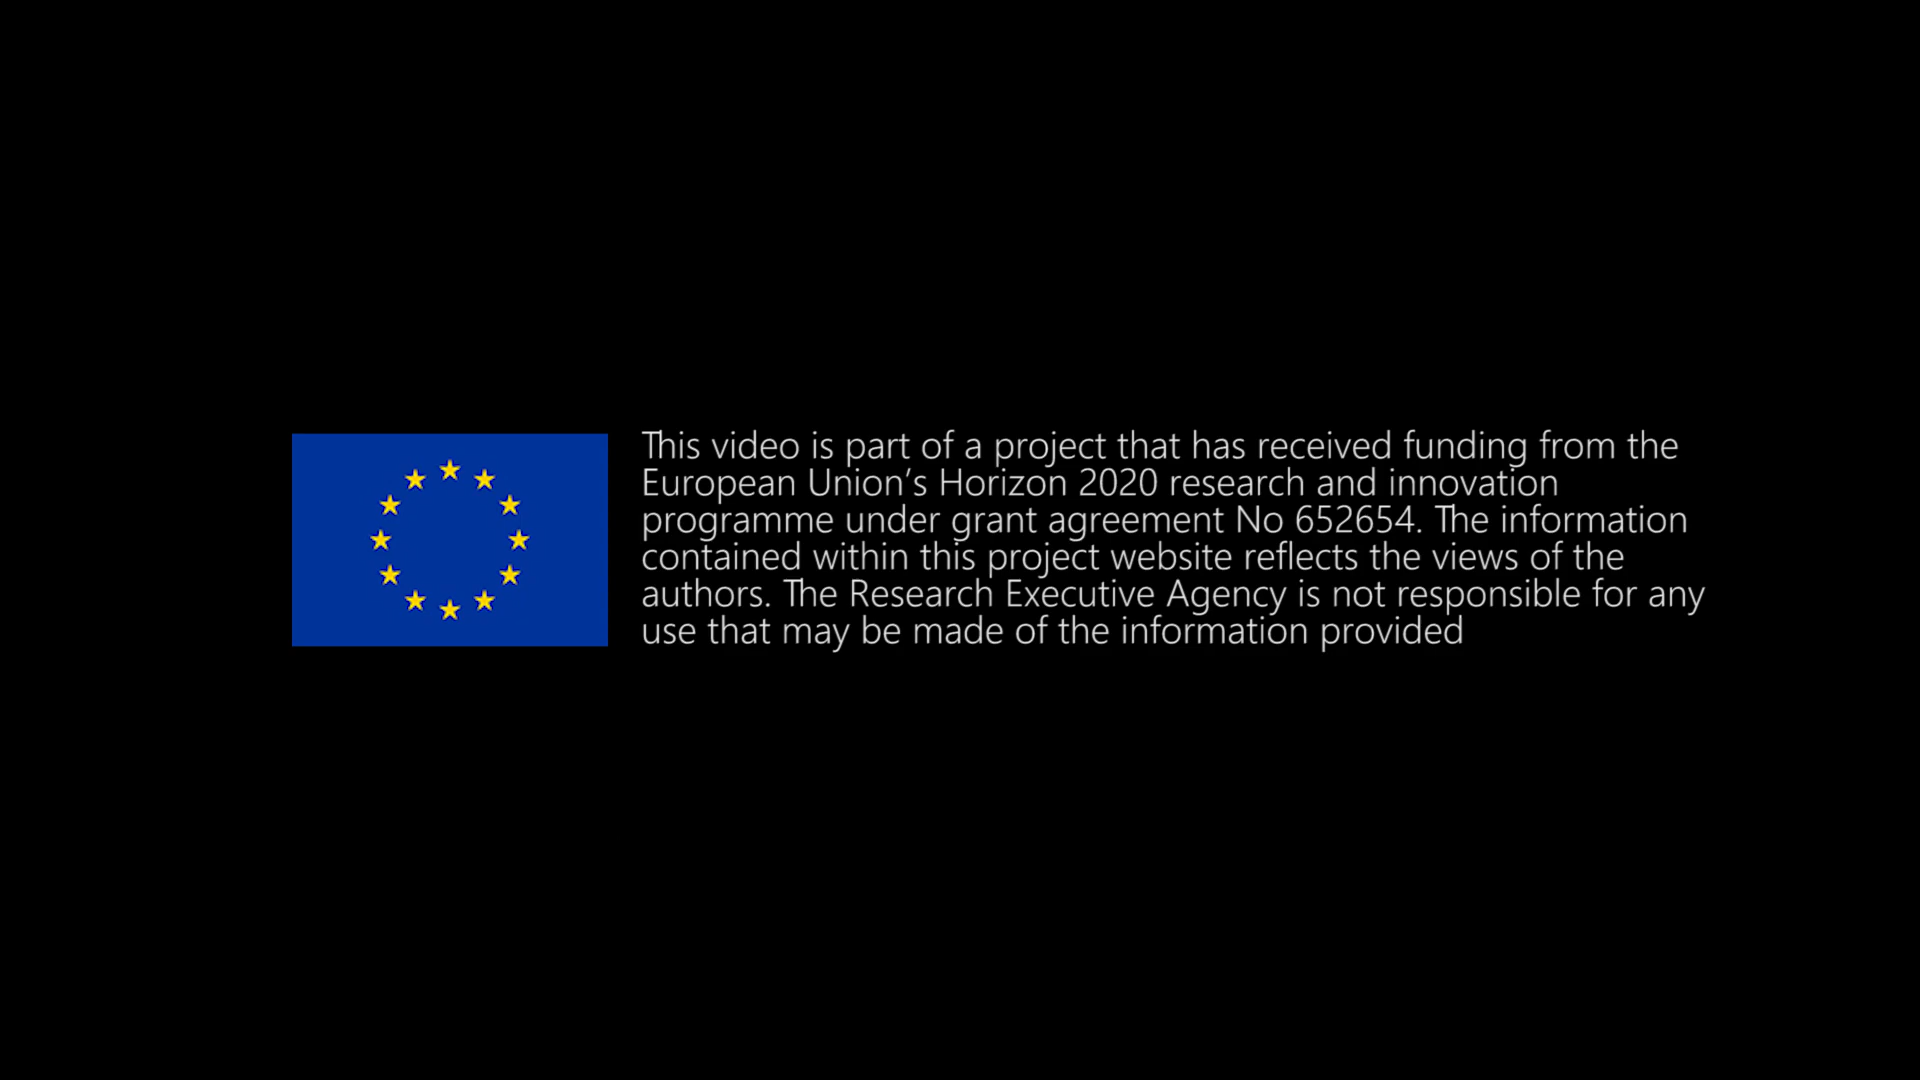 This video is part of a project that has received funding from the
European Union’s Horizon 2020 research and innovation
programme under grant agreement No 652654. The information
contained within this project website reflects the views of the
authors. The Research Executive Agency is not responsible for any
use that may be made of the information provided